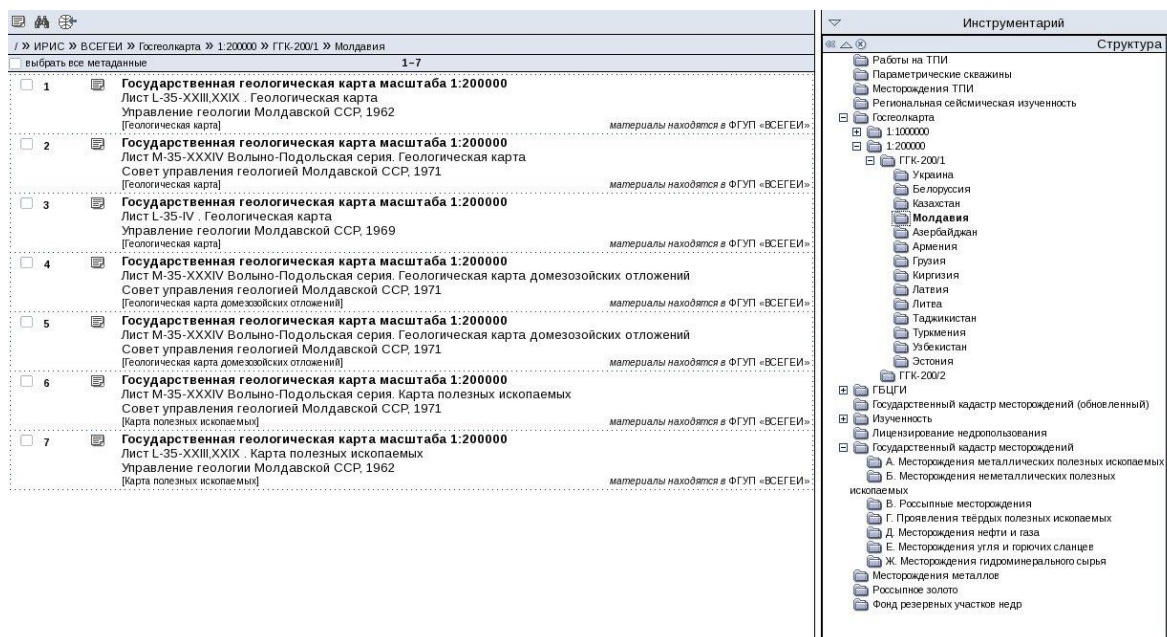 / » ИРИС » ВСЕГЕИ » Госгеолкарта » 1:200000 » ГГК-200/1 » Молдавия
выбрать все метаданные 1–7
1 Государственная геологическая карта масштаба 1:200000
Лист L-35-XXIII,XXIX . Геологическая карта
Управление геологии Молдавской ССР, 1962
[Геологическая карта] материалы находятся в ФГУП «ВСЕГЕИ»
2 Государственная геологическая карта масштаба 1:200000
Лист M-35-XXXIV Волыно-Подольская серия. Геологическая карта
Совет управления геологией Молдавской ССР, 1971
[Геологическая карта] материалы находятся в ФГУП «ВСЕГЕИ»
3 Государственная геологическая карта масштаба 1:200000
Лист L-35-IV . Геологическая карта
Управление геологии Молдавской ССР, 1969
[Геологическая карта] материалы находятся в ФГУП «ВСЕГЕИ»
4 Государственная геологическая карта масштаба 1:200000
Лист M-35-XXXIV Волыно-Подольская серия. Геологическая карта домезозойских отложений
Совет управления геологией Молдавской ССР, 1971
[Геологическая карта домезозойских отложений] материалы находятся в ФГУП «ВСЕГЕИ»
5 Государственная геологическая карта масштаба 1:200000
Лист M-35-XXXIV Волыно-Подольская серия. Геологическая карта домезозойских отложений
Совет управления геологией Молдавской ССР, 1971
[Геологическая карта домезозойских отложений] материалы находятся в ФГУП «ВСЕГЕИ»
6 Государственная геологическая карта масштаба 1:200000
Лист M-35-XXXIV Волыно-Подольская серия. Карта полезных ископаемых
Совет управления геологией Молдавской ССР, 1971
[Карта полезных ископаемых] материалы находятся в ФГУП «ВСЕГЕИ»
7 Государственная геологическая карта масштаба 1:200000
Лист L-35-XXIII,XXIX . Карта полезных ископаемых
Управление геологии Молдавской ССР, 1962
[Карта полезных ископаемых] материалы находятся в ФГУП «ВСЕГЕИ»
Инструментарий
Структура
Работы на ТПИ
Параметрические скважины
Месторождения ТПИ
Региональная сейсмическая изученность
Госгеолкарта
1:1000000
1:200000
ГГК-200/1
Украина
Белоруссия
Казахстан
Молдавия
Азербайджан
Армения
Грузия
Киргизия
Латвия
Литва
Таджикистан
Туркмения
Узбекистан
Эстония
ГГК-200/2
ГБЦГИ
Государственный кадастр месторождений (обновленный)
Изученность
Лицензирование недропользования
Государственный кадастр месторождений
А. Месторождения металлических полезных ископаемых
Б. Месторождения неметаллических полезных
ископаемых
В. Россыпные месторождения
Г. Проявления твёрдых полезных ископаемых
Д. Месторождения нефти и газа
Е. Месторождения угля и горючих сланцев
Ж. Месторождения гидроминерального сырья
Месторождения металлов
Россыпное золото
Фонд резервных участков недр